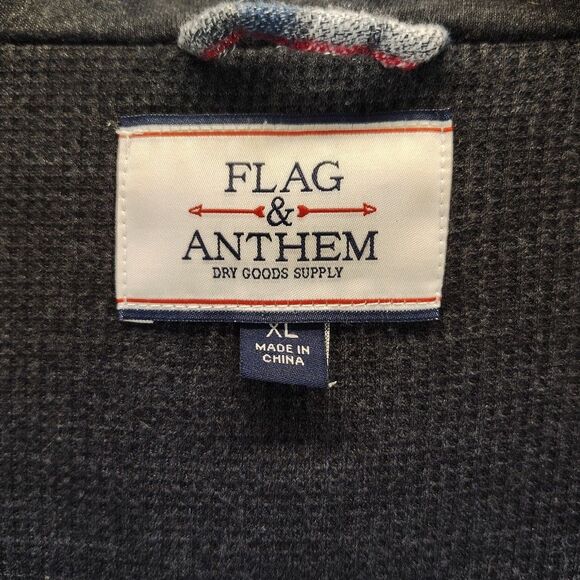 FLAG
&
ANTHEM
DRY GOODS SUPPLY
XL
MADE IN
CHINA